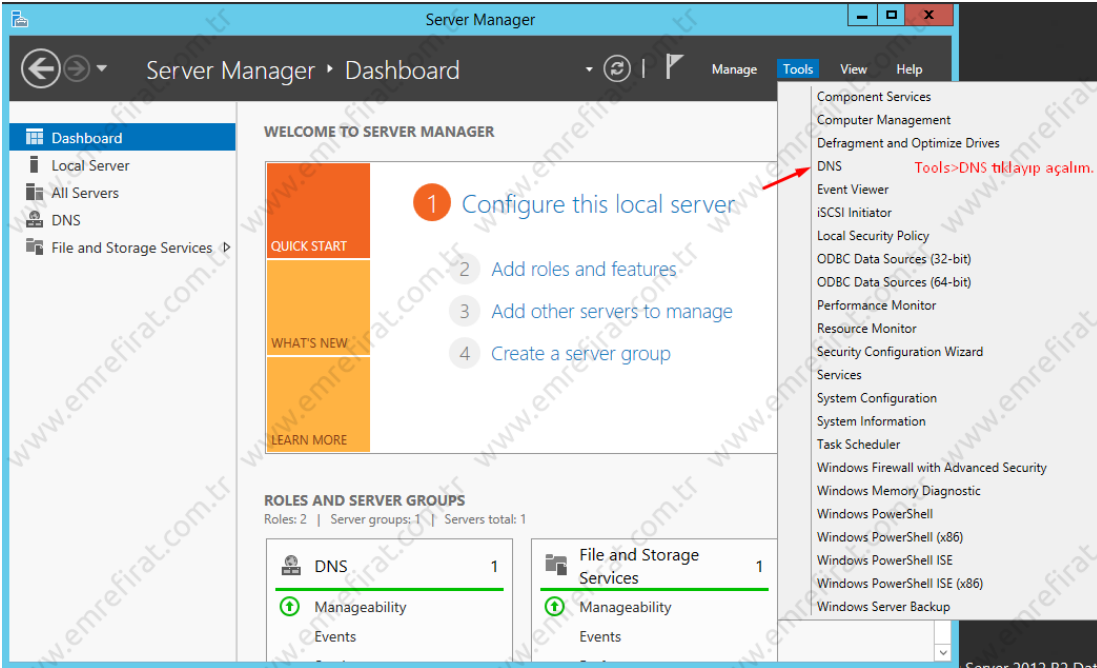 Server Manager
Server Manager ‣ Dashboard
Manage Tools View Help
Dashboard
Local Server
All Servers
DNS
File and Storage Services
WELCOME TO SERVER MANAGER
QUICK START
WHAT'S NEW
LEARN MORE
1 Configure this local server
2 Add roles and features
3 Add other servers to manage
4 Create a server group
ROLES AND SERVER GROUPS
Roles: 2 | Server groups: 1 | Servers total: 1
DNS 1
Manageability
Events
File and Storage Services 1
Manageability
Events
Component Services
Computer Management
Defragment and Optimize Drives
DNS
Tools>DNS tıklayıp açalım.
Event Viewer
iSCSI Initiator
Local Security Policy
ODBC Data Sources (32-bit)
ODBC Data Sources (64-bit)
Performance Monitor
Resource Monitor
Security Configuration Wizard
Services
System Configuration
System Information
Task Scheduler
Windows Firewall with Advanced Security
Windows Memory Diagnostic
Windows PowerShell
Windows PowerShell (x86)
Windows PowerShell ISE
Windows PowerShell ISE (x86)
Windows Server Backup
Server 2012 R2 Dat
www.emrefirat.com.tr